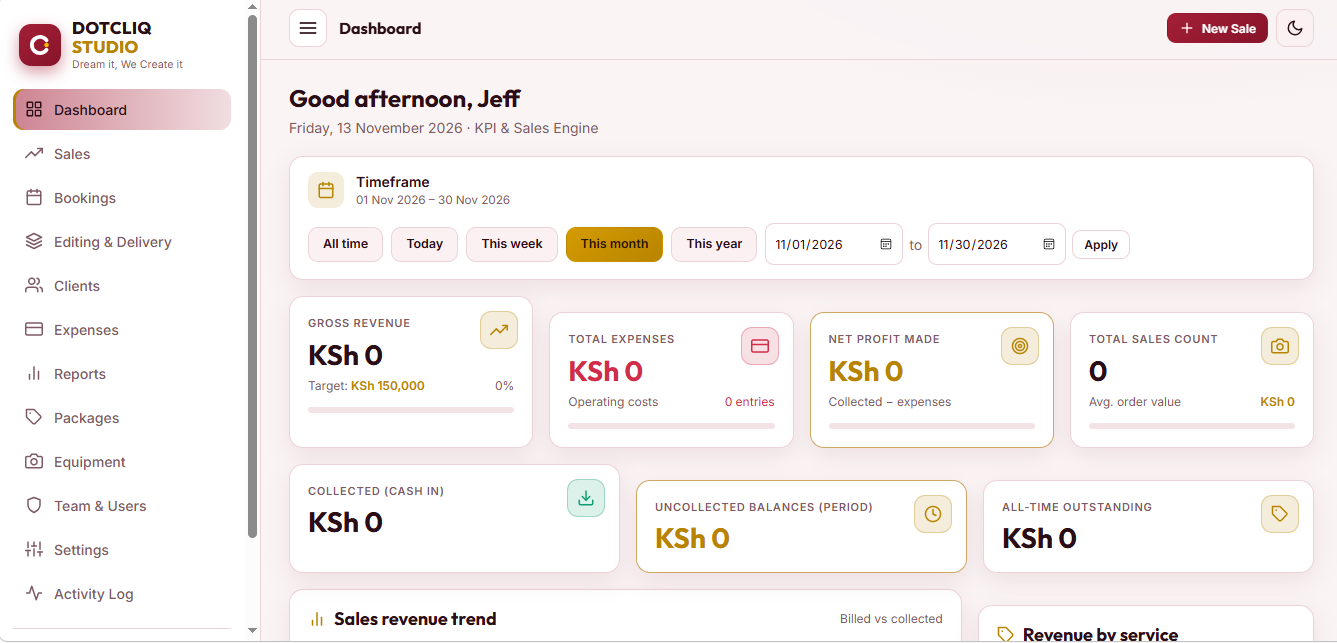 DOTCLIQ
STUDIO
Dream it, We Create it
Dashboard
Sales
Bookings
Editing & Delivery
Clients
Expenses
Reports
Packages
Equipment
Team & Users
Settings
Activity Log
Dashboard
+ New Sale
Good afternoon, Jeff
Friday, 13 November 2026 · KPI & Sales Engine
Timeframe
01 Nov 2026 – 30 Nov 2026
All time Today This week This month This year 11/01/2026 to 11/30/2026 Apply
GROSS REVENUE
KSh 0
Target: KSh 150,000 0%
TOTAL EXPENSES
KSh 0
Operating costs 0 entries
NET PROFIT MADE
KSh 0
Collected − expenses
TOTAL SALES COUNT
0
Avg. order value KSh 0
COLLECTED (CASH IN)
KSh 0
UNCOLLECTED BALANCES (PERIOD)
KSh 0
ALL-TIME OUTSTANDING
KSh 0
Sales revenue trend Billed vs collected
Revenue by service